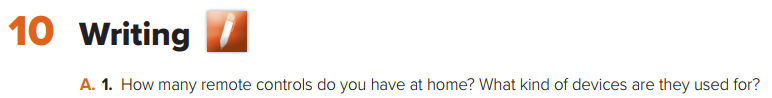 10 Writing
A. 1. How many remote controls do you have at home? What kind of devices are they used for?